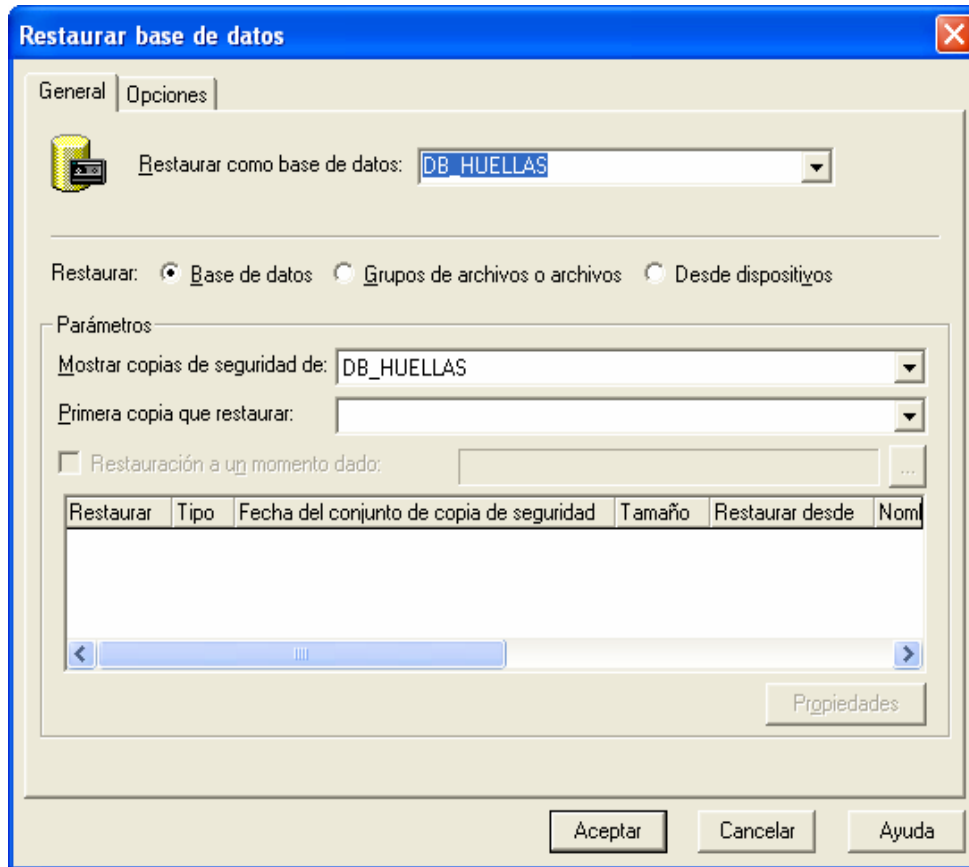 Restaurar base de datos
General Opciones
Restaurar como base de datos: DB_HUELLAS
Restaurar: Base de datos Grupos de archivos o archivos Desde dispositivos
Parámetros
Mostrar copias de seguridad de: DB_HUELLAS
Primera copia que restaurar:
Restauración a un momento dado: ...
Restaurar Tipo Fecha del conjunto de copia de seguridad Tamaño Restaurar desde
Propiedades
Aceptar Cancelar Ayuda